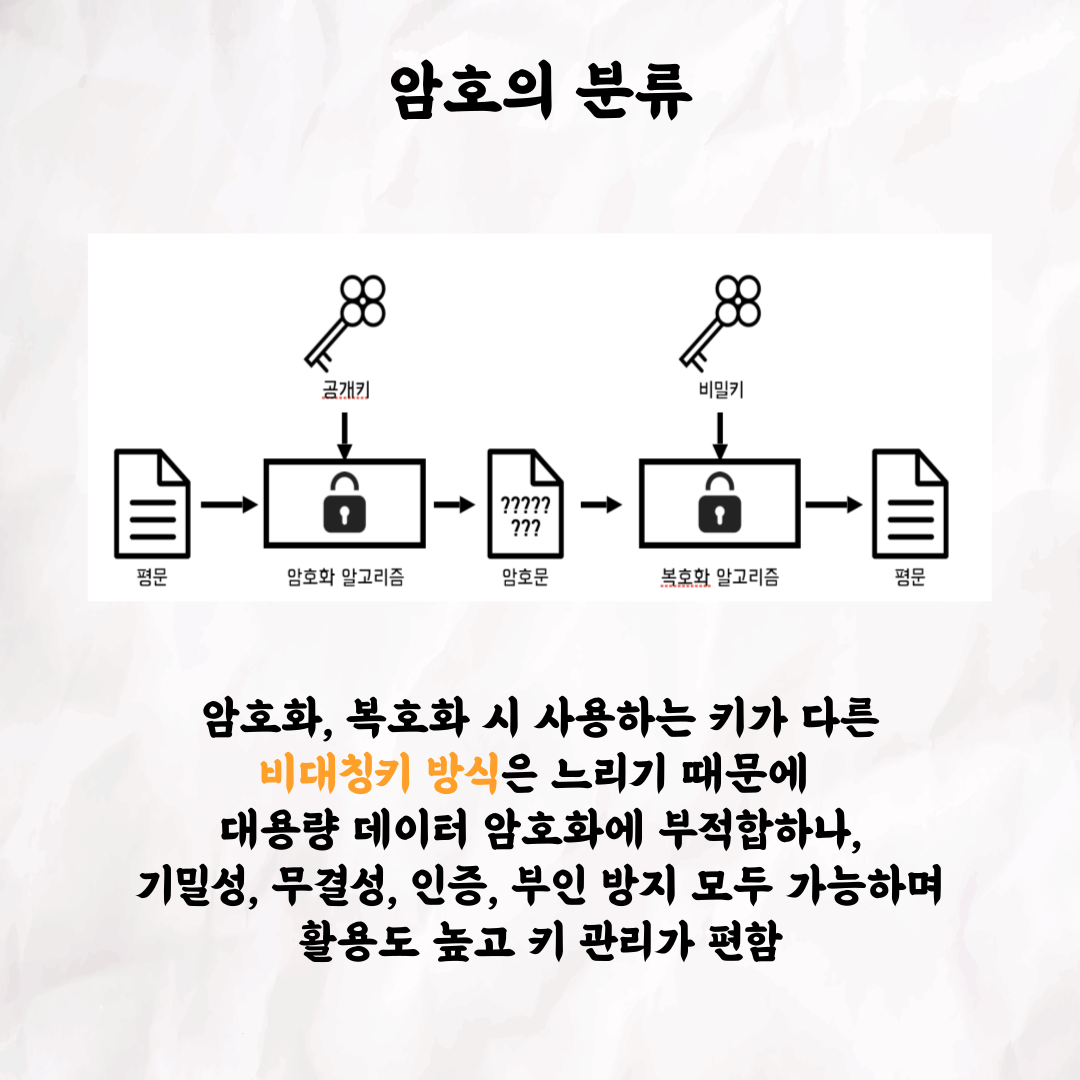 암호의 분류
공개키
비밀키
?????
???
평문
암호화 알고리즘
암호문
복호화 알고리즘
평문
암호화, 복호화 시 사용하는 키가 다른
비대칭키 방식은 느리기 때문에
대용량 데이터 암호화에 부적합하나,
기밀성, 무결성, 인증, 부인 방지 모두 가능하며
활용도 높고 키 관리가 편함